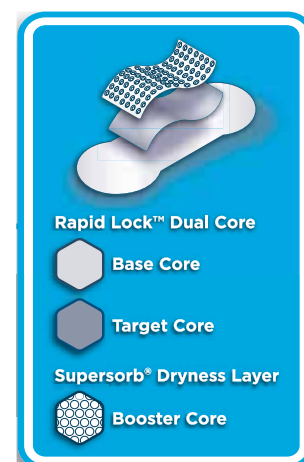 Rapid Lock™ Dual Core
Base Core
Target Core
Supersorb® Dryness Layer
Booster Core